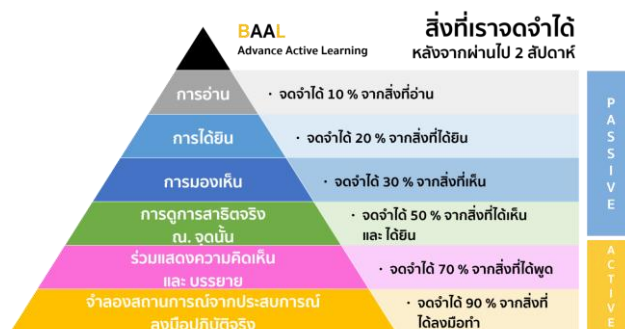 BAAL
Advance Active Learning
สิ่งที่เราจดจำได้
หลังจากผ่านไป 2 สัปดาห์
การอ่าน
· จดจำได้ 10 % จากสิ่งที่อ่าน
การได้ยิน
· จดจำได้ 20 % จากสิ่งที่ได้ยิน
การมองเห็น
· จดจำได้ 30 % จากสิ่งที่เห็น
การดูการสาธิตจริง
ณ. จุดนั้น
· จดจำได้ 50 % จากสิ่งที่ได้เห็น
และ ได้ยิน
ร่วมแสดงความคิดเห็น
และ บรรยาย
· จดจำได้ 70 % จากสิ่งที่ได้พูด
จำลองสถานการณ์จากประสบการณ์
ลงมือปฏิบัติจริง
· จดจำได้ 90 % จากสิ่งที่
ได้ลงมือทำ
PASSIVE
ACTIVE